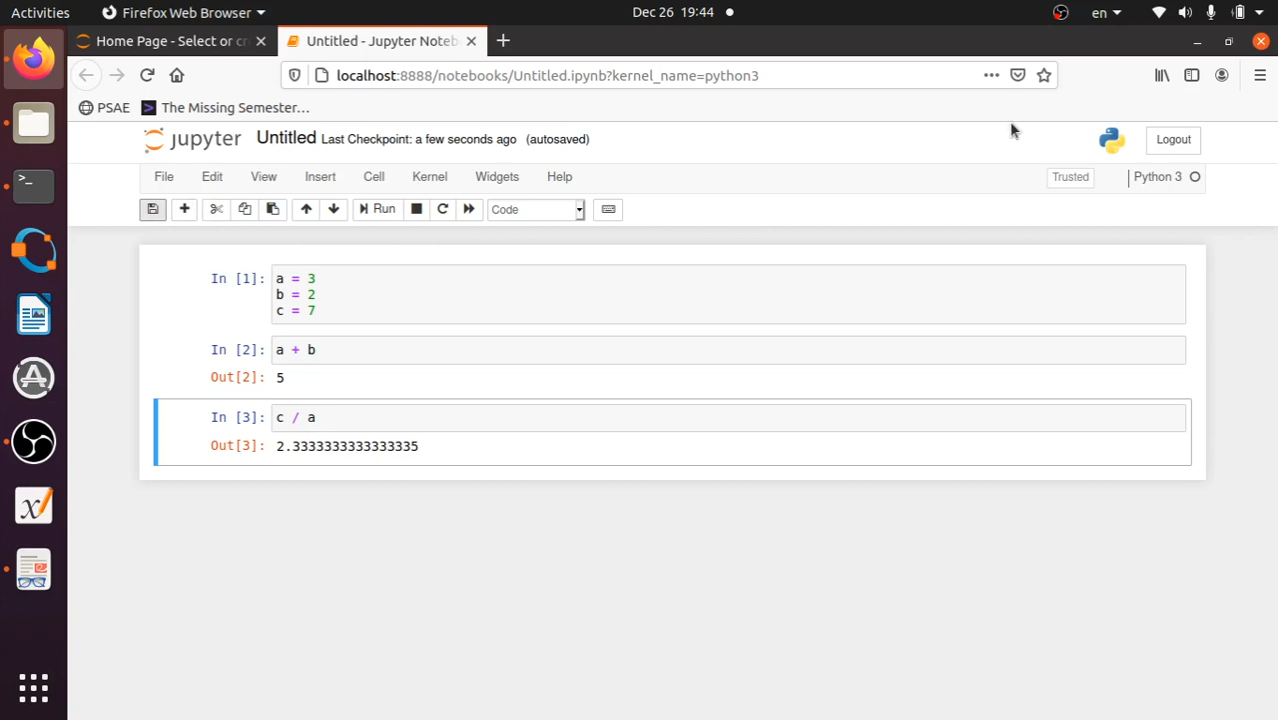 Activities
Firefox Web Browser
Dec 26 19:44
en
Home Page - Select or cr
Untitled - Jupyter Noteb
localhost:8888/notebooks/Untitled.ipynb?kernel_name=python3
PSAE
The Missing Semester...
jupyter
Untitled
Last Checkpoint: a few seconds ago
(autosaved)
Logout
File
Edit
View
Insert
Cell
Kernel
Widgets
Help
Trusted
Python 3
Run
Code
In [1]:
a = 3
b = 2
c = 7
In [2]:
a + b
Out[2]:
5
In [3]:
c / a
Out[3]:
2.3333333333333335